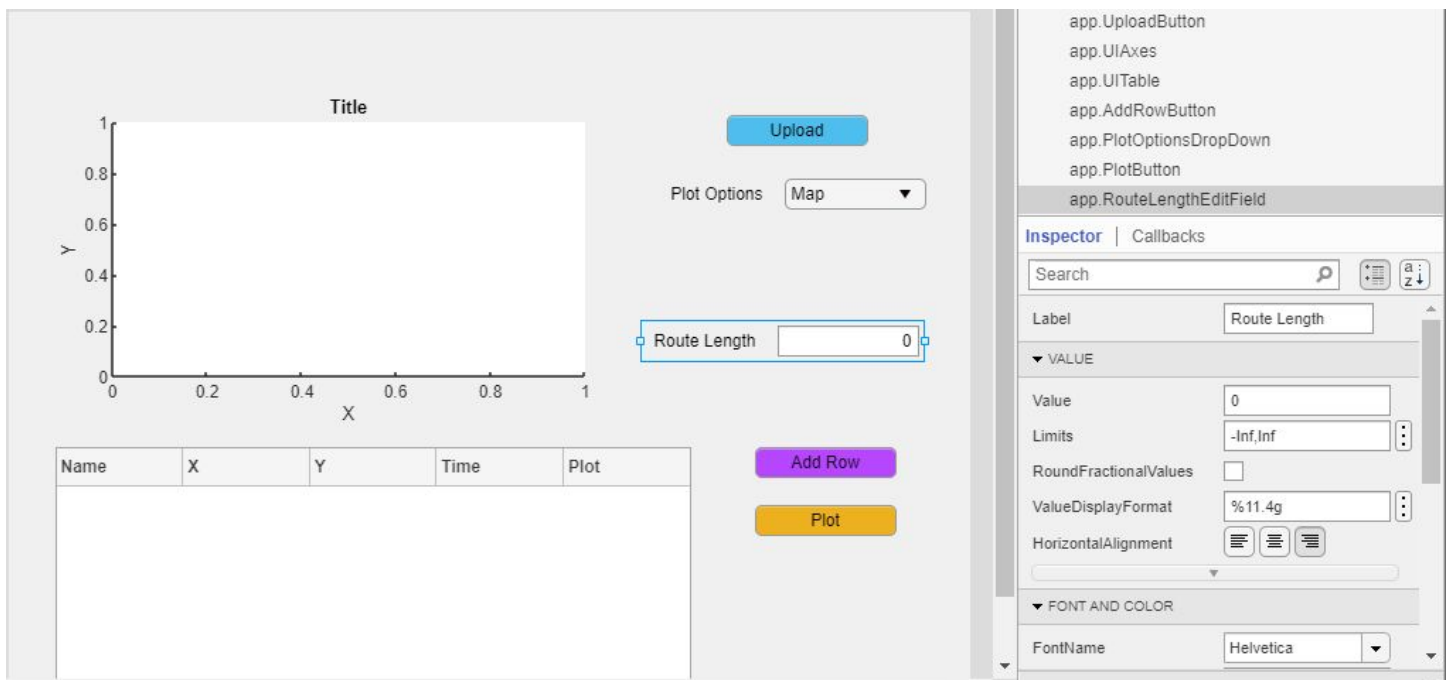 Title
1
0.8
0.6
0.4
0.2
0
Y
0 0.2 0.4 0.6 0.8 1
X
Upload
Plot Options Map
Route Length 0
Name X Y Time Plot
Add Row
Plot
app.UploadButton
app.UIAxes
app.UITable
app.AddRowButton
app.PlotOptionsDropDown
app.PlotButton
app.RouteLengthEditField
Inspector | Callbacks
Search
Label Route Length
VALUE
Value 0
Limits -Inf,Inf
RoundFractionalValues
ValueDisplayFormat %11.4g
HorizontalAlignment
FONT AND COLOR
FontName Helvetica